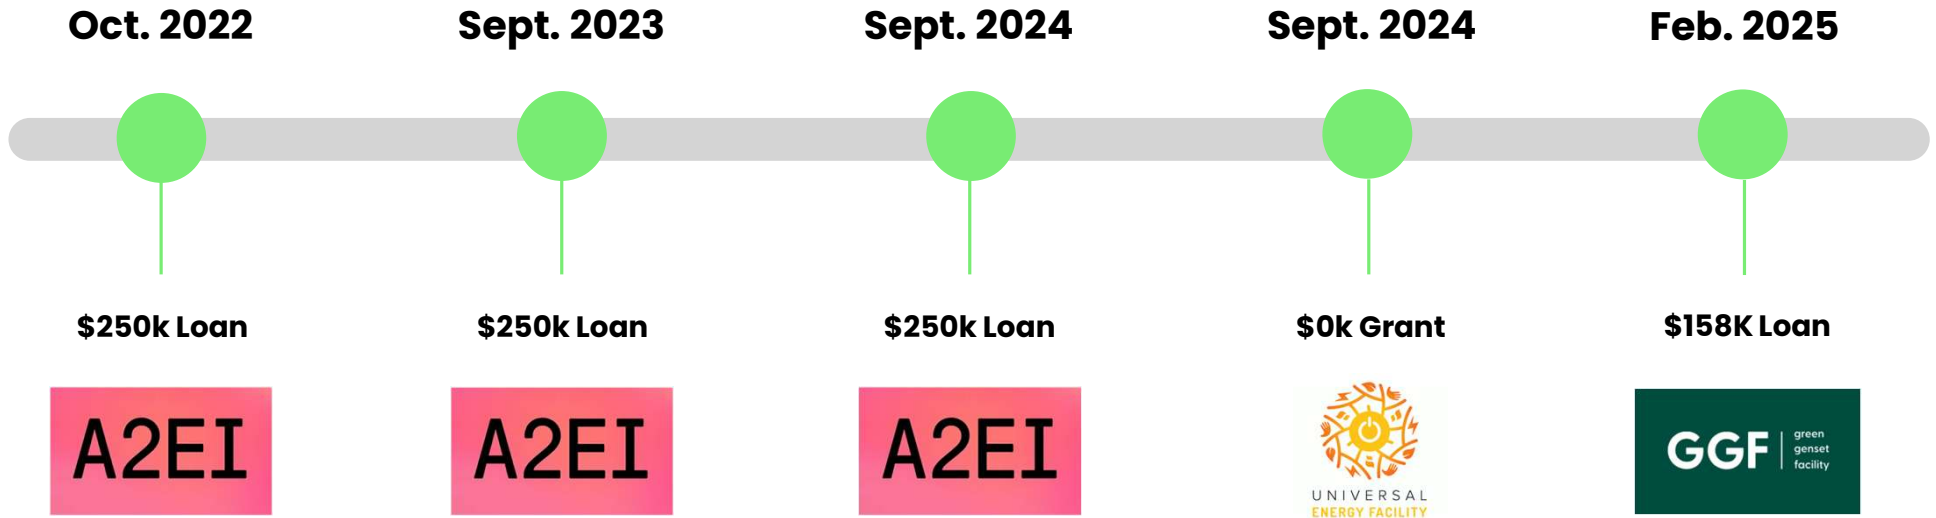 Oct. 2022
Sept. 2023
Sept. 2024
Sept. 2024
Feb. 2025
$250k Loan
$250k Loan
$250k Loan
$0k Grant
$158K Loan
A2EI
A2EI
A2EI
UNIVERSAL
ENERGY FACILITY
GGF
green
genset
facility